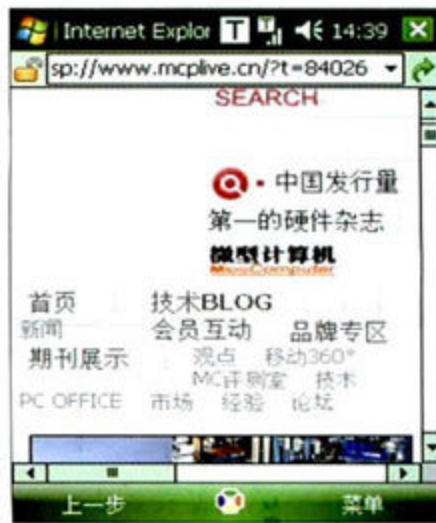 Internet Explor T 14:39
sp://www.mcplive.cn/?t=84026
SEARCH
中国发行量
第一的硬件杂志
微型计算机
MicroComputer
首页 技术BLOG
新闻 会员互动 品牌专区
期刊展示 观点 移动360°
MC评测室 技术
PC OFFICE 市场 经验 论坛
上一步 菜单